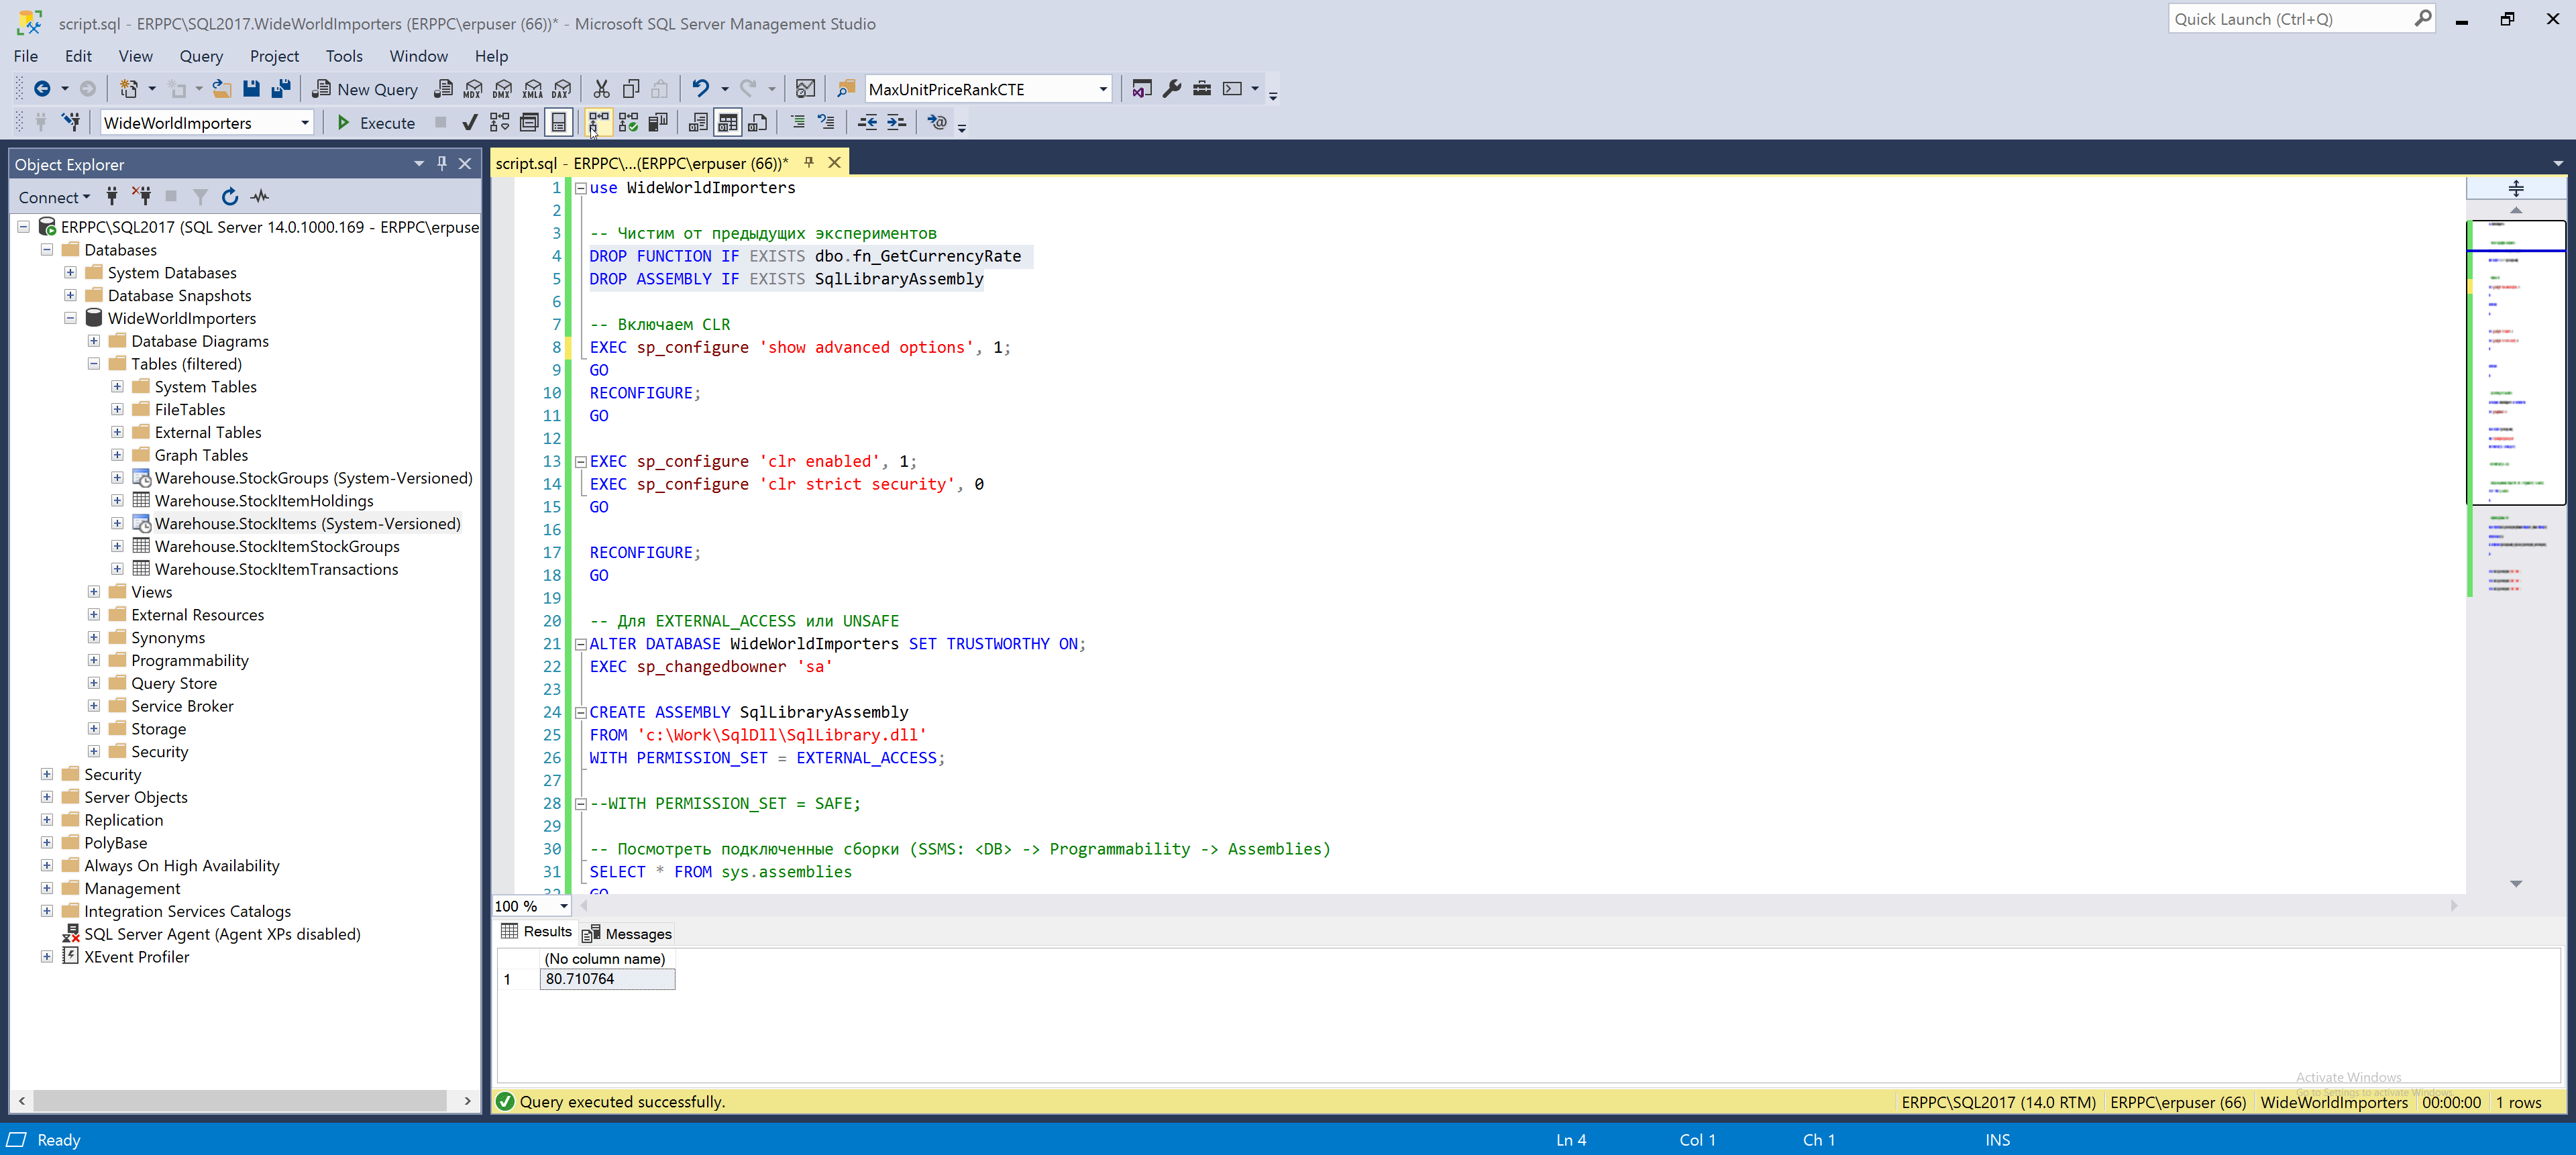 script.sql - ERPPC\SQL2017.WideWorldImporters (ERPPC\erpuser (66))* - Microsoft SQL Server Management Studio
Quick Launch (Ctrl+Q)
File Edit View Query Project Tools Window Help
New Query MDX DMX XMLA DAX MaxUnitPriceRankCTE
WideWorldImporters Execute
Object Explorer
Connect
ERPPC\SQL2017 (SQL Server 14.0.1000.169 - ERPPC\erpuse
Databases
System Databases
Database Snapshots
WideWorldImporters
Database Diagrams
Tables (filtered)
System Tables
FileTables
External Tables
Graph Tables
Warehouse.StockGroups (System-Versioned)
Warehouse.StockItemHoldings
Warehouse.StockItems (System-Versioned)
Warehouse.StockItemStockGroups
Warehouse.StockItemTransactions
Views
External Resources
Synonyms
Programmability
Query Store
Service Broker
Storage
Security
Security
Server Objects
Replication
PolyBase
Always On High Availability
Management
Integration Services Catalogs
SQL Server Agent (Agent XPs disabled)
XEvent Profiler
script.sql - ERPPC\...(ERPPC\erpuser (66))*
1 use WideWorldImporters
2
3 -- Чистим от предыдущих экспериментов
4 DROP FUNCTION IF EXISTS dbo.fn_GetCurrencyRate
5 DROP ASSEMBLY IF EXISTS SqlLibraryAssembly
6
7 -- Включаем CLR
8 EXEC sp_configure 'show advanced options', 1;
9 GO
10 RECONFIGURE;
11 GO
12
13 EXEC sp_configure 'clr enabled', 1;
14 EXEC sp_configure 'clr strict security', 0
15 GO
16
17 RECONFIGURE;
18 GO
19
20 -- Для EXTERNAL_ACCESS или UNSAFE
21 ALTER DATABASE WideWorldImporters SET TRUSTWORTHY ON;
22 EXEC sp_changedbowner 'sa'
23
24 CREATE ASSEMBLY SqlLibraryAssembly
25 FROM 'c:\Work\SqlDll\SqlLibrary.dll'
26 WITH PERMISSION_SET = EXTERNAL_ACCESS;
27
28 --WITH PERMISSION_SET = SAFE;
29
30 -- Посмотреть подключенные сборки (SSMS: <DB> -> Programmability -> Assemblies)
31 SELECT * FROM sys.assemblies
32 GO
100 %
Results Messages
(No column name)
1 80.710764
Activate Windows
Go to Settings to activate Windows.
Query executed successfully.
ERPPC\SQL2017 (14.0 RTM) ERPPC\erpuser (66) WideWorldImporters 00:00:00 1 rows
Ready Ln 4 Col 1 Ch 1 INS